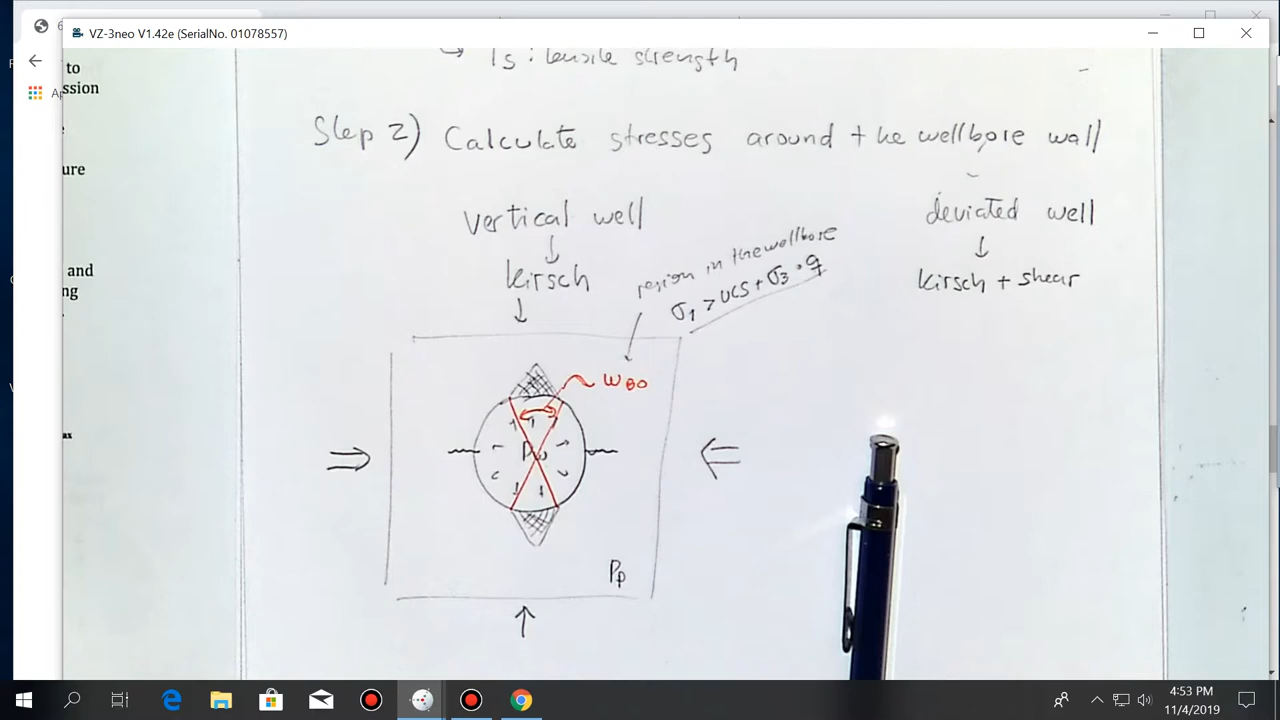 6
VZ-3neo V1.42e (SerialNo. 01078557)
to
ssion
Ap
e
ure
and
ng
Ts : tensile strength
Step 2) Calculate stresses around the wellbore wall
vertical well
deviated well
kirsch
kirsch + shear
region in the wellbore
σ1 > UCS + σ3 · q
wBO
Pw
Pp
4:53 PM
11/4/2019